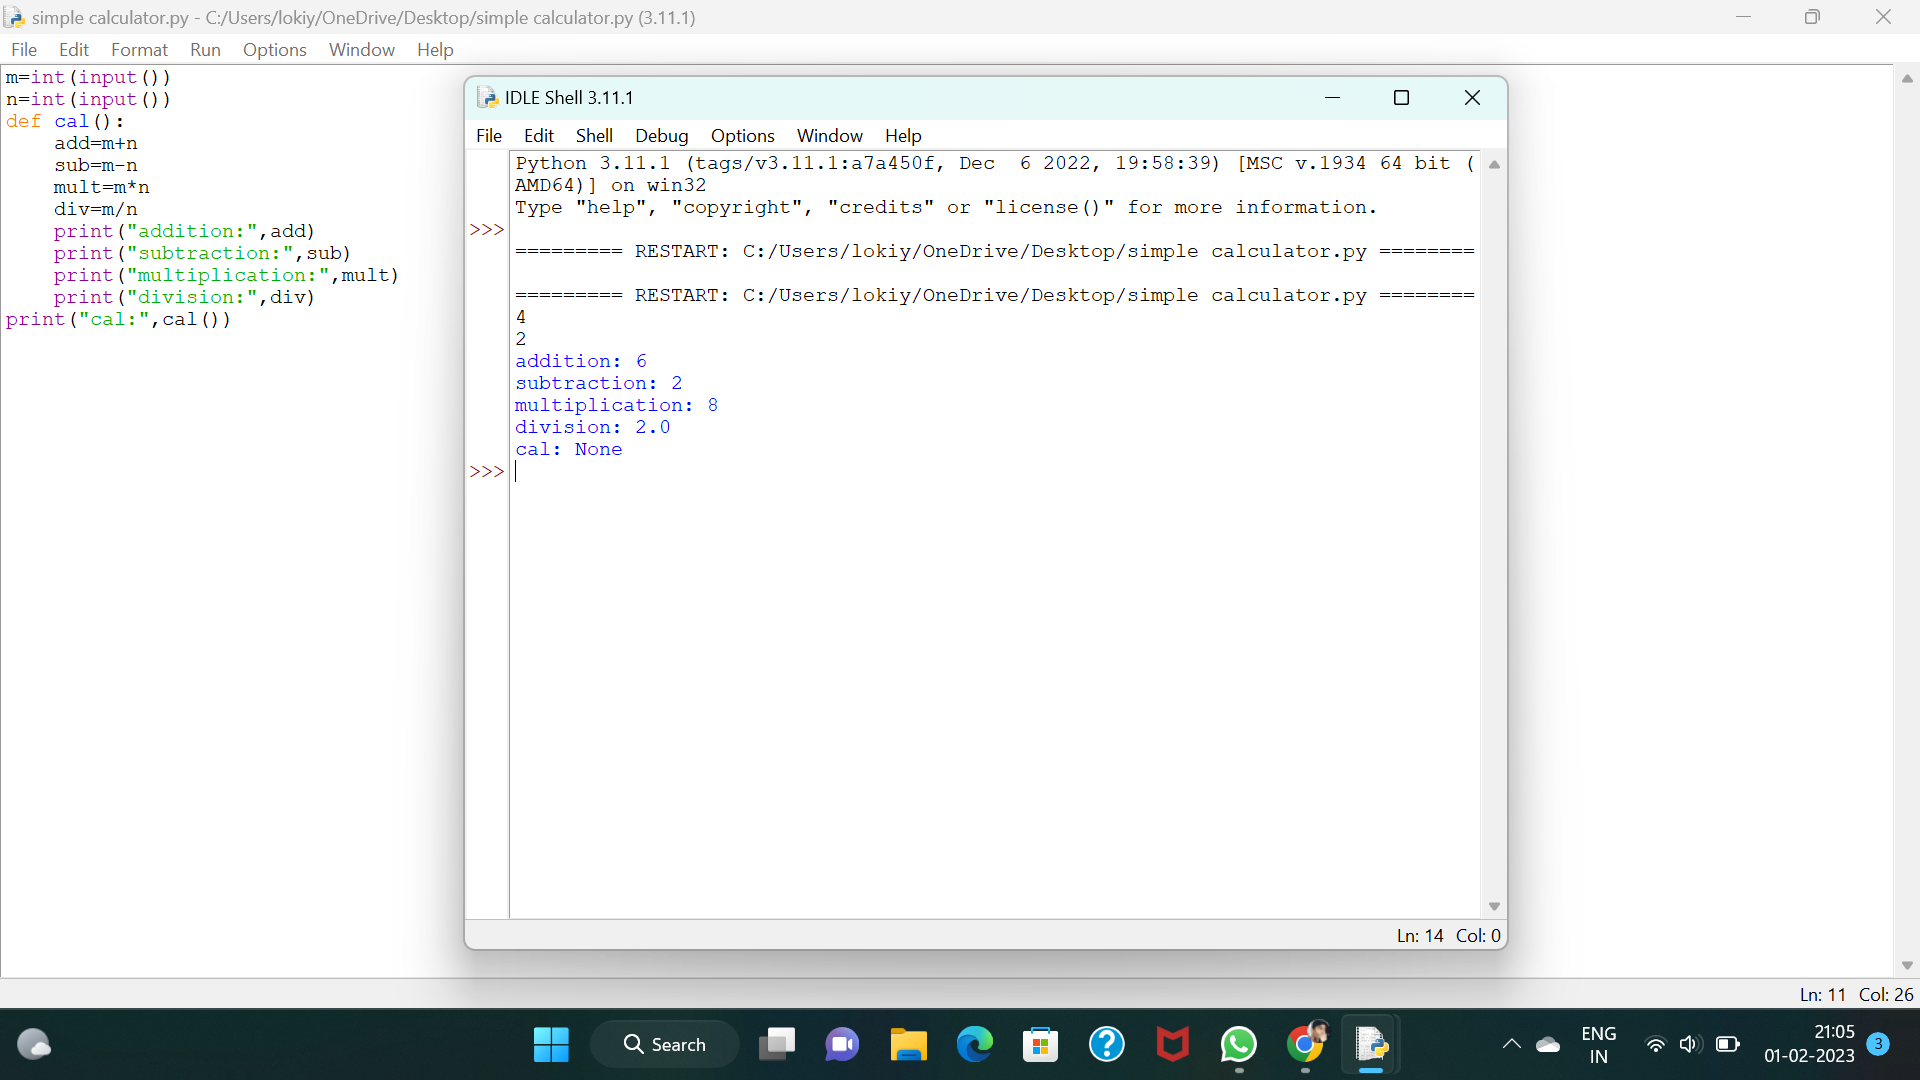 simple calculator.py - C:/Users/lokiy/OneDrive/Desktop/simple calculator.py (3.11.1)
File Edit Format Run Options Window Help
m=int(input())
n=int(input())
def cal():
    add=m+n
    sub=m-n
    mult=m*n
    div=m/n
    print("addition:",add)
    print("subtraction:",sub)
    print("multiplication:",mult)
    print("division:",div)
print("cal:",cal())
IDLE Shell 3.11.1
File Edit Shell Debug Options Window Help
Python 3.11.1 (tags/v3.11.1:a7a450f, Dec  6 2022, 19:58:39) [MSC v.1934 64 bit (
AMD64)] on win32
Type "help", "copyright", "credits" or "license()" for more information.
>>>
========= RESTART: C:/Users/lokiy/OneDrive/Desktop/simple calculator.py ========
========= RESTART: C:/Users/lokiy/OneDrive/Desktop/simple calculator.py ========
4
2
addition: 6
subtraction: 2
multiplication: 8
division: 2.0
cal: None
>>>
Ln: 14 Col: 0
Ln: 11 Col: 26
Search
ENG
IN
21:05
01-02-2023
3